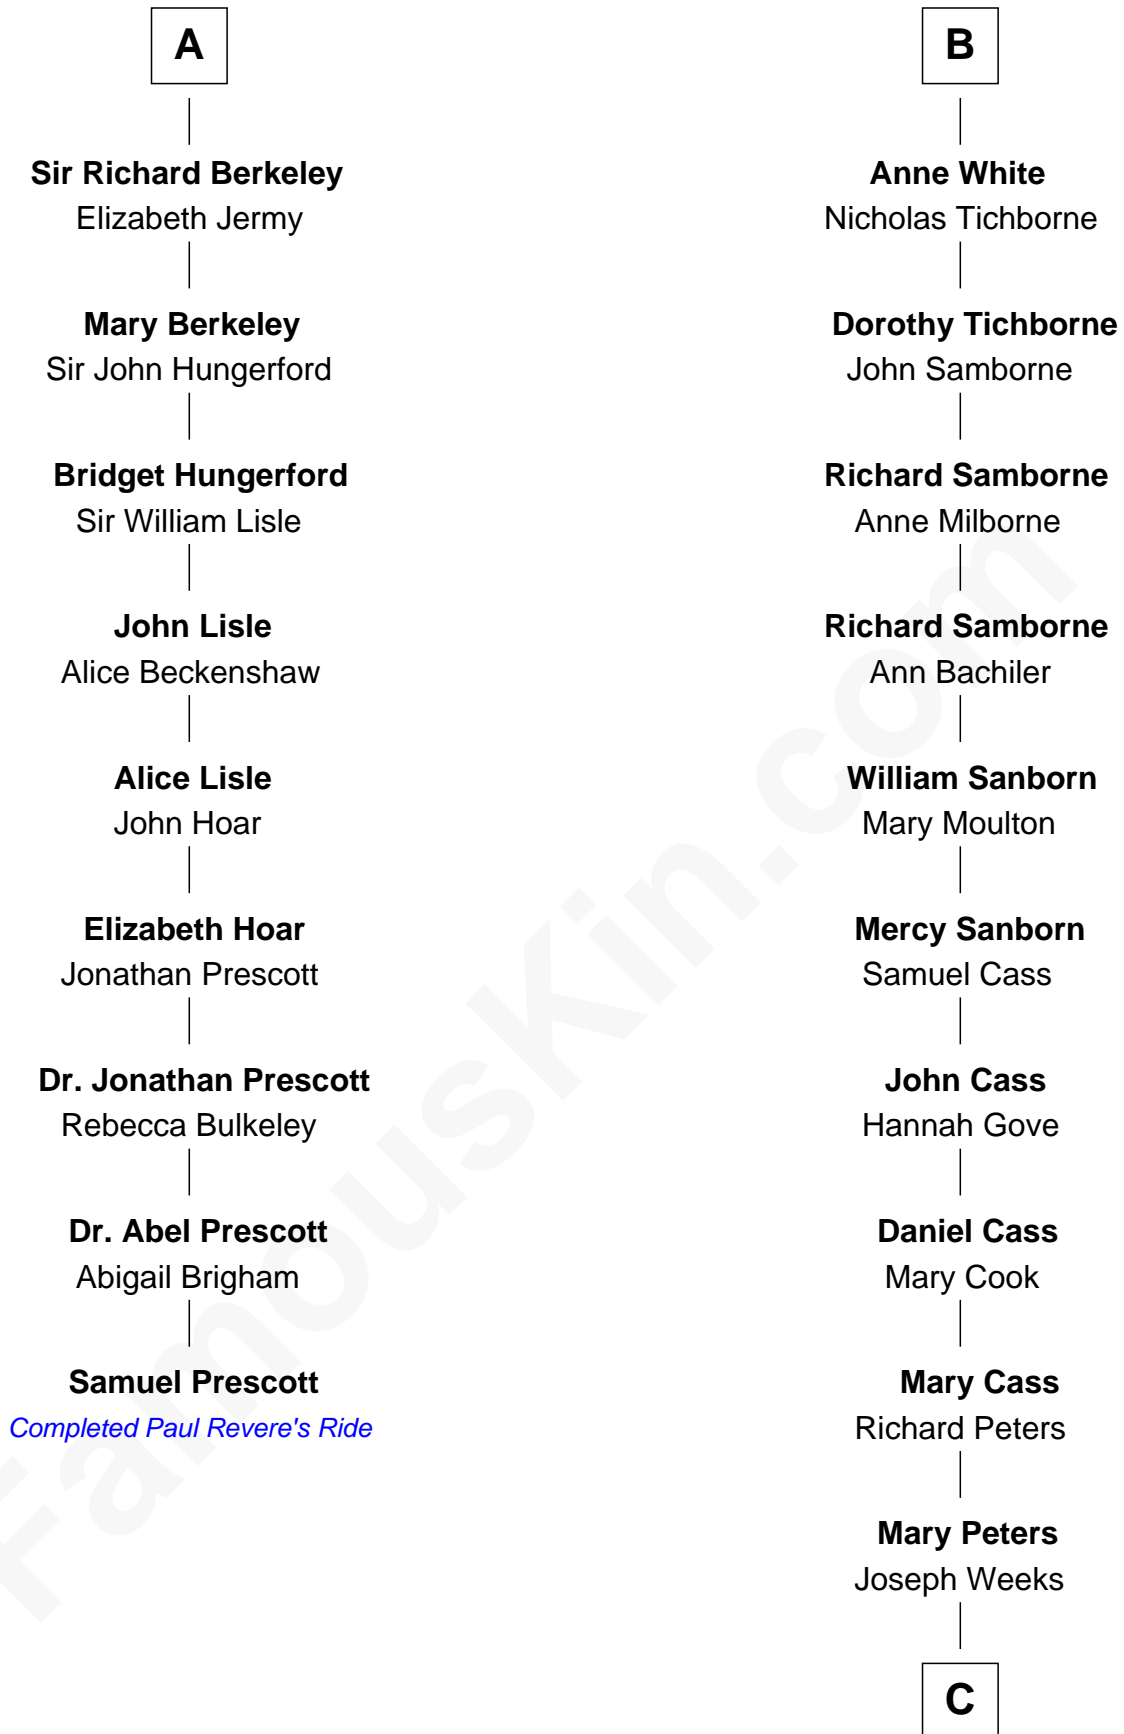 A
Sir Richard Berkeley
Elizabeth Jermy
Mary Berkeley
Sir John Hungerford
Bridget Hungerford
Sir William Lisle
John Lisle
Alice Beckenshaw
Alice Lisle
John Hoar
Elizabeth Hoar
Jonathan Prescott
Dr. Jonathan Prescott
Rebecca Bulkeley
Dr. Abel Prescott
Abigail Brigham
Samuel Prescott
Completed Paul Revere's Ride
B
Anne White
Nicholas Tichborne
Dorothy Tichborne
John Samborne
Richard Samborne
Anne Milborne
Richard Samborne
Ann Bachiler
William Sanborn
Mary Moulton
Mercy Sanborn
Samuel Cass
John Cass
Hannah Gove
Daniel Cass
Mary Cook
Mary Cass
Richard Peters
Mary Peters
Joseph Weeks
C
FamousKin.com